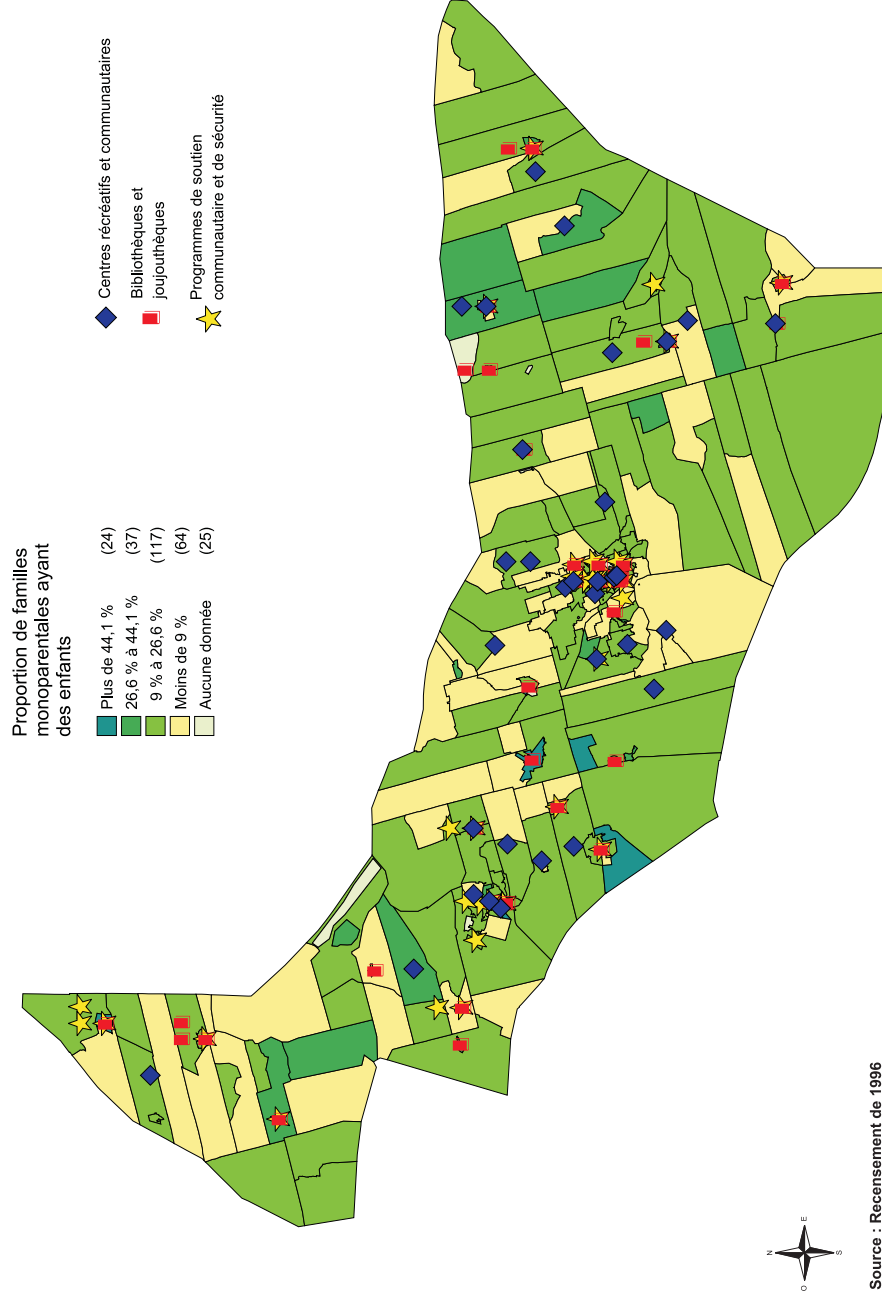 Proportion de familles
monoparentales ayant
des enfants
Plus de 44,1 % (24)
26,6 % à 44,1 % (37)
9 % à 26,6 % (117)
Moins de 9 % (64)
Aucune donnée (25)
Centres récréatifs et communautaires
Bibliothèques et
joujouthèques
Programmes de soutien
communautaire et de sécurité
N
O
E
S
Source : Recensement de 1996